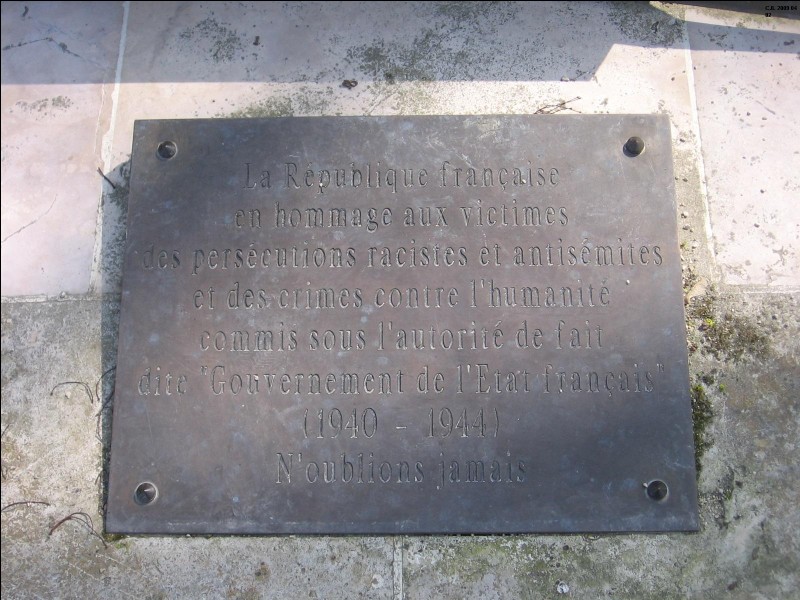 La République française
en hommage aux victimes
des persécutions racistes et antisémites
et des crimes contre l'humanité
commis sous l'autorité de fait
dite "Gouvernement de l'Etat français"
(1940 - 1944)
N'oublions jamais